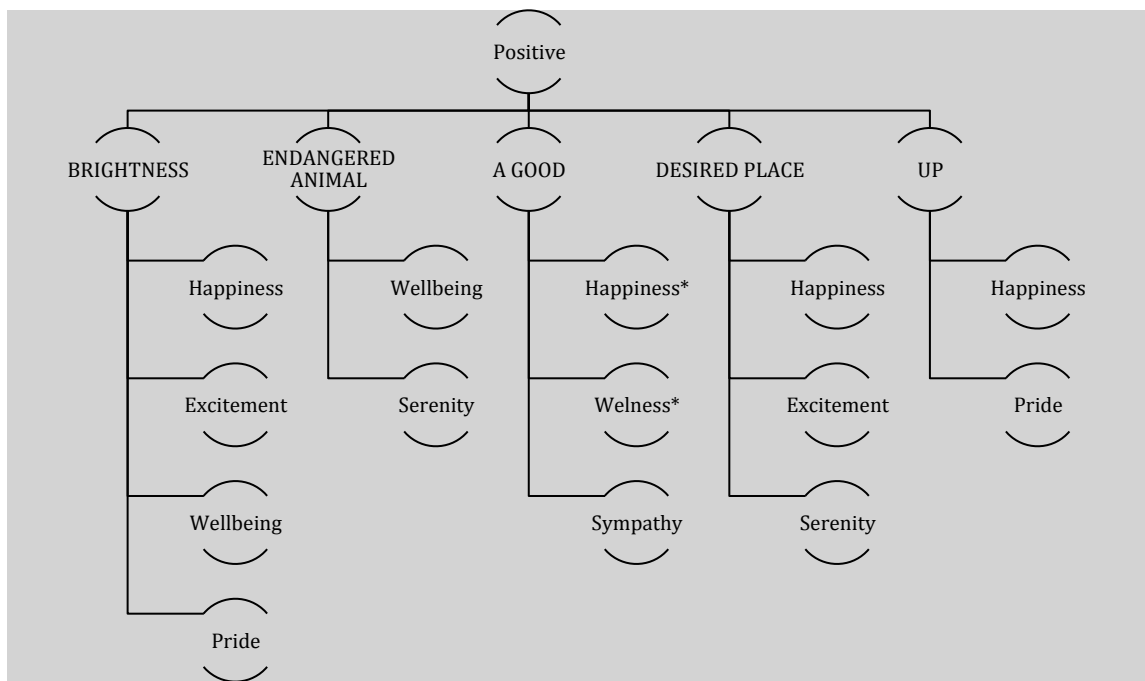 Positive
BRIGHTNESS
ENDANGERED
ANIMAL
A GOOD
DESIRED PLACE
UP
Happiness
Wellbeing
Happiness*
Happiness
Happiness
Excitement
Serenity
Welness*
Excitement
Pride
Wellbeing
Sympathy
Serenity
Pride